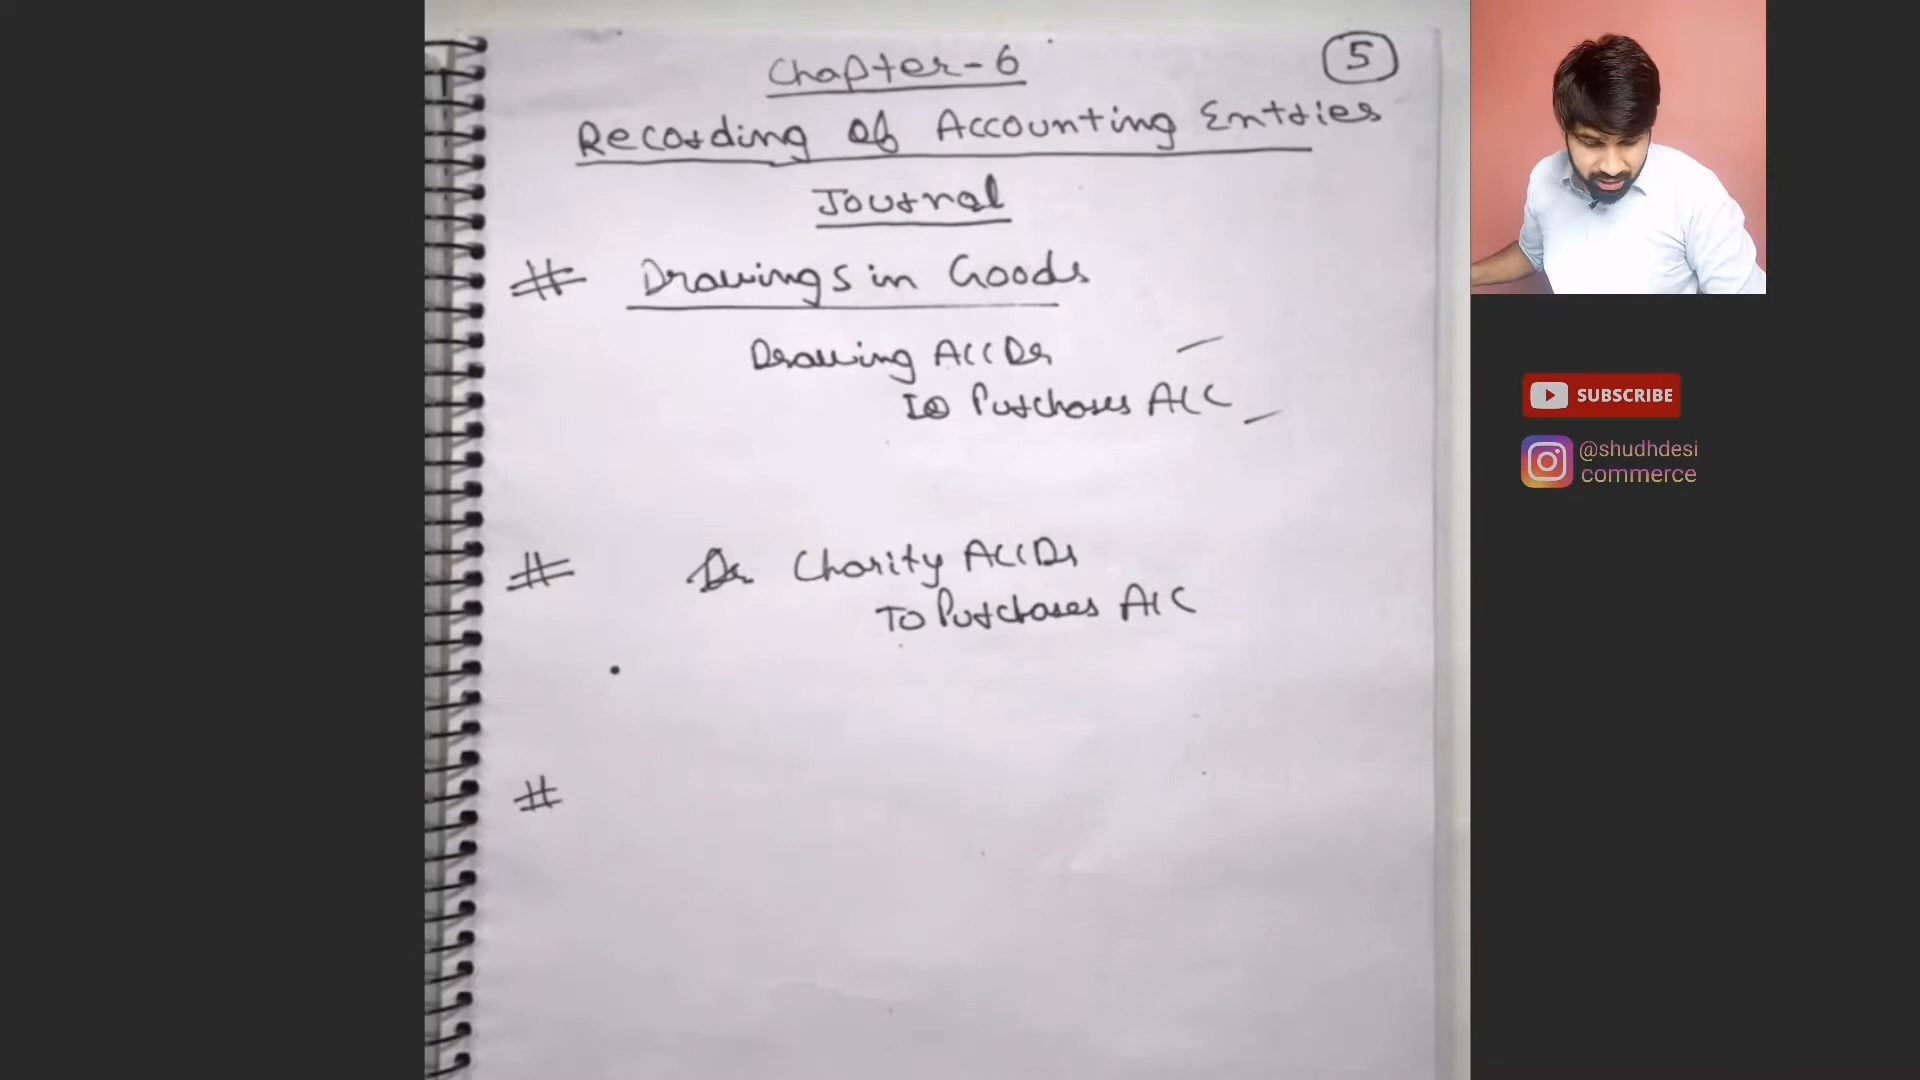 Chapter-6
5
Recording of Accounting Entries
Journal
# Drawings in Goods
Drawing A/C Dr
To Purchases A/C
# Charity A/C Dr
To Purchases A/C
#
SUBSCRIBE
@shudhdesi
commerce